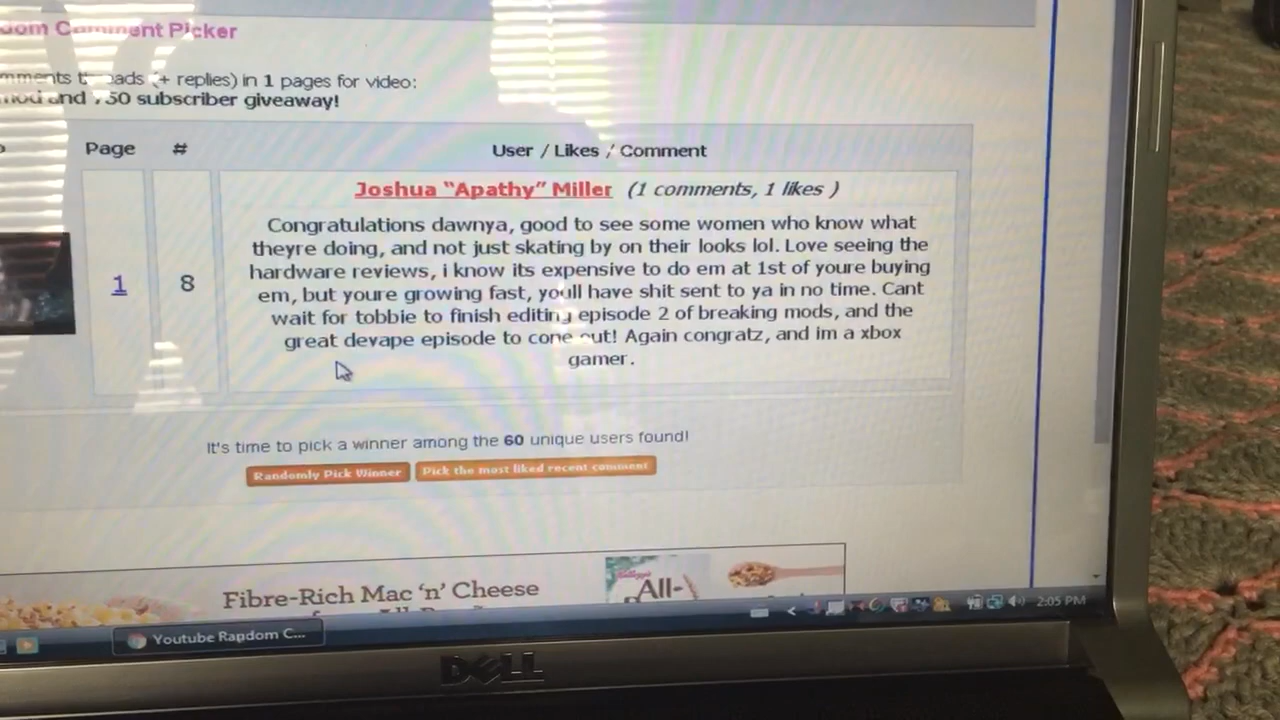 dom Comment Picker
(+ replies) in 1 pages for video:
and 750 subscriber giveaway!
Page # User / Likes / Comment
Joshua "Apathy" Miller (1 comments, 1 likes )
Congratulations dawnya, good to see some women who know what
theyre doing, and not just skating by on their looks lol. Love seeing the
hardware reviews, i know its expensive to do em at 1st of youre buying
em, but youre growing fast, youll have shit sent to ya in no time. Cant
wait for tobbie to finish editing episode 2 of breaking mods, and the
great devape episode to come out! Again congratz, and im a xbox
gamer.
1 8
It's time to pick a winner among the 60 unique users found!
Randomly Pick Winner Pick the most liked recent comment
Fibre-Rich Mac 'n' Cheese
Kellogg's
All-
Youtube Random C...
2:05 PM
DELL